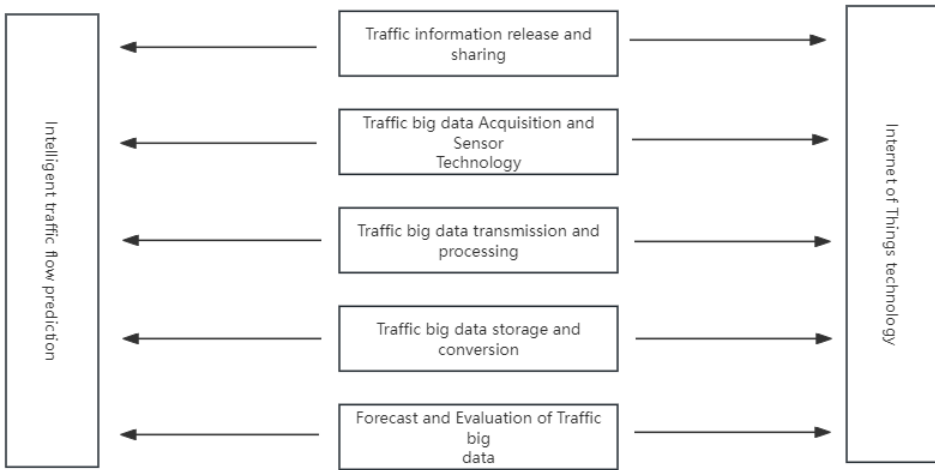 Intelligent traffic flow prediction
Traffic information release and
sharing
Traffic big data Acquisition and
Sensor
Technology
Traffic big data transmission and
processing
Traffic big data storage and
conversion
Forecast and Evaluation of Traffic
big
data
Internet of Things technology